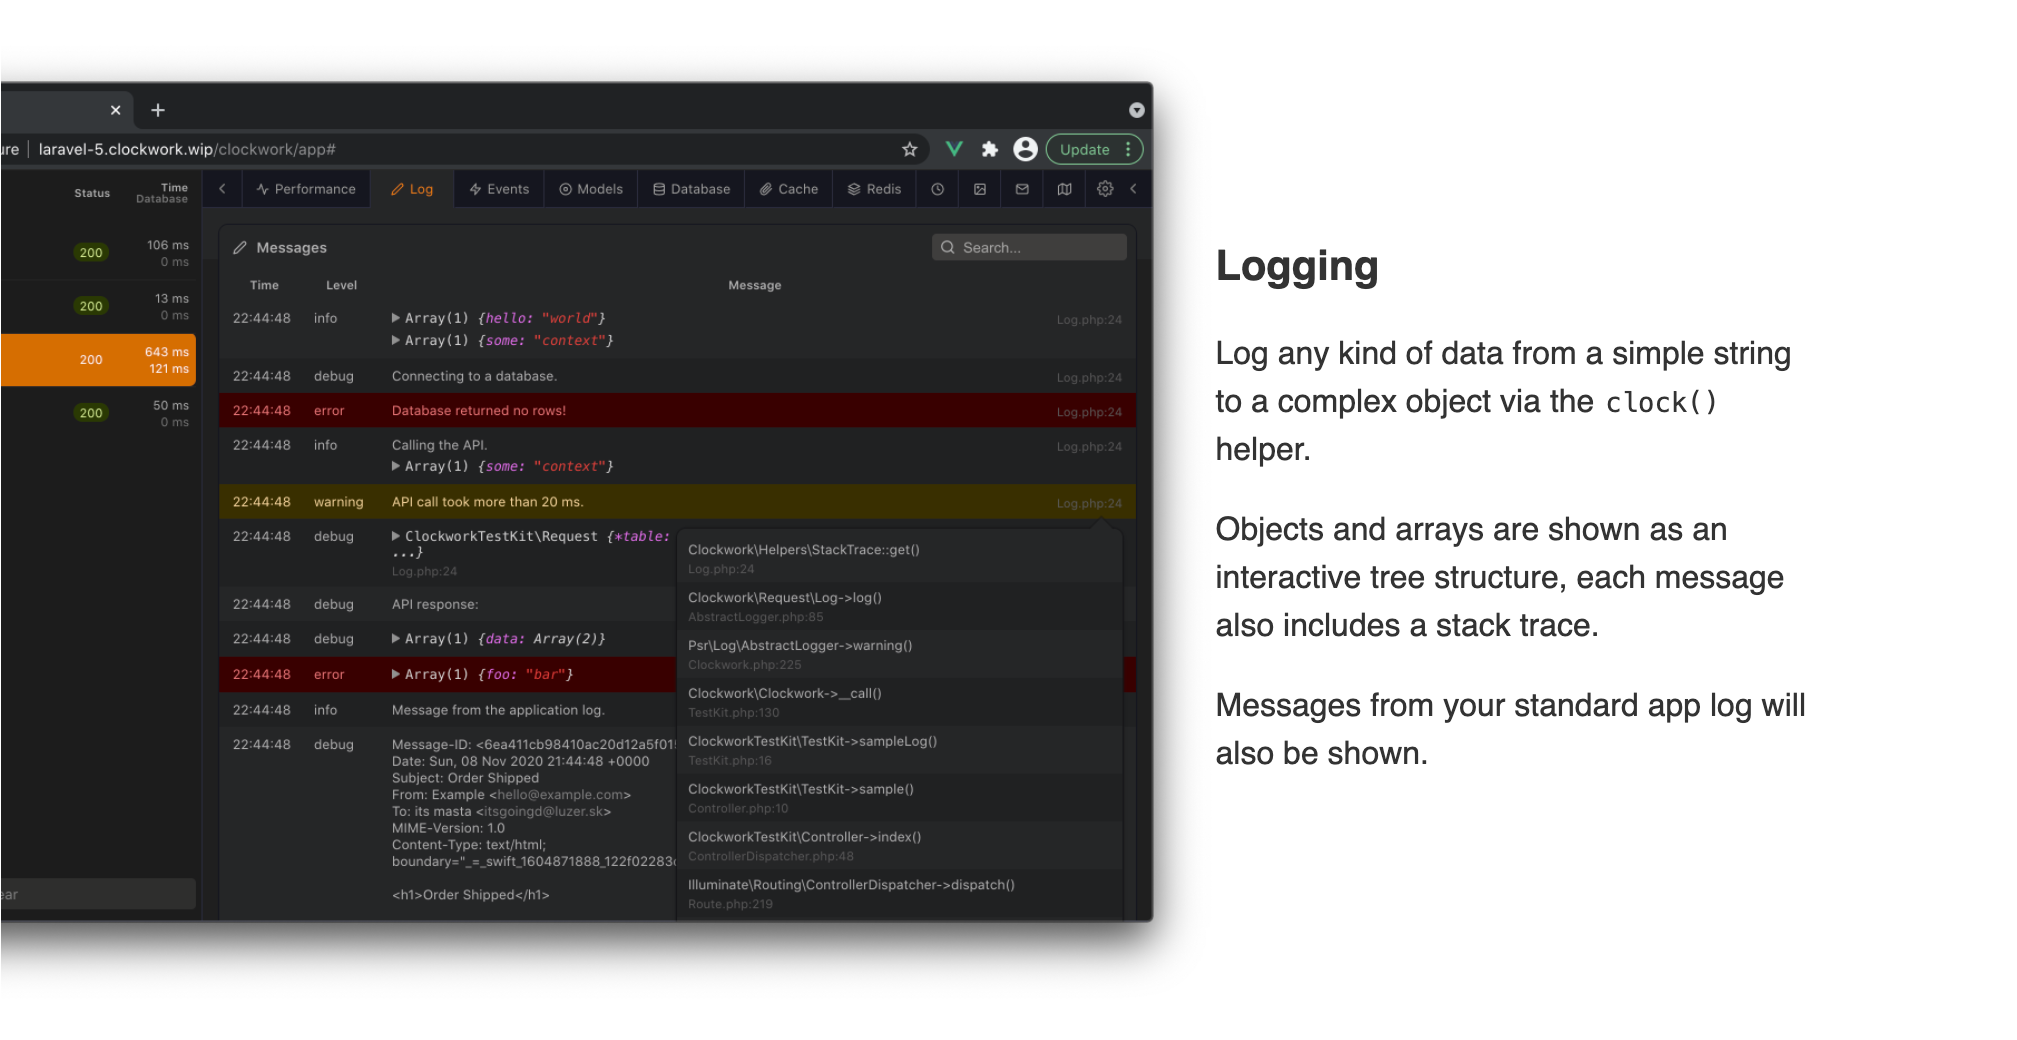 ure | laravel-5.clockwork.wip/clockwork/app#
Update
Status
Time
Database
200
106 ms
0 ms
200
13 ms
0 ms
200
643 ms
121 ms
200
50 ms
0 ms
ear
Performance
Log
Events
Models
Database
Cache
Redis
Messages
Search...
Time Level Message
22:44:48 info Array(1) {hello: "world"} Log.php:24
Array(1) {some: "context"}
22:44:48 debug Connecting to a database. Log.php:24
22:44:48 error Database returned no rows! Log.php:24
22:44:48 info Calling the API. Log.php:24
Array(1) {some: "context"}
22:44:48 warning API call took more than 20 ms. Log.php:24
22:44:48 debug ClockworkTestKit\Request {*table:
...}
Log.php:24
22:44:48 debug API response:
22:44:48 debug Array(1) {data: Array(2)}
22:44:48 error Array(1) {foo: "bar"}
22:44:48 info Message from the application log.
22:44:48 debug Message-ID: <6ea411cb98410ac20d12a5f015
Date: Sun, 08 Nov 2020 21:44:48 +0000
Subject: Order Shipped
From: Example <hello@example.com>
To: its masta <itsgoingd@luzer.sk>
MIME-Version: 1.0
Content-Type: text/html;
boundary="_=_swift_1604871888_122f02283c
<h1>Order Shipped</h1>
Clockwork\Helpers\StackTrace::get()
Log.php:24
Clockwork\Request\Log->log()
AbstractLogger.php:85
Psr\Log\AbstractLogger->warning()
Clockwork.php:225
Clockwork\Clockwork->__call()
TestKit.php:130
ClockworkTestKit\TestKit->sampleLog()
TestKit.php:16
ClockworkTestKit\TestKit->sample()
Controller.php:10
ClockworkTestKit\Controller->index()
ControllerDispatcher.php:48
Illuminate\Routing\ControllerDispatcher->dispatch()
Route.php:219
Logging
Log any kind of data from a simple string
to a complex object via the clock()
helper.
Objects and arrays are shown as an
interactive tree structure, each message
also includes a stack trace.
Messages from your standard app log will
also be shown.